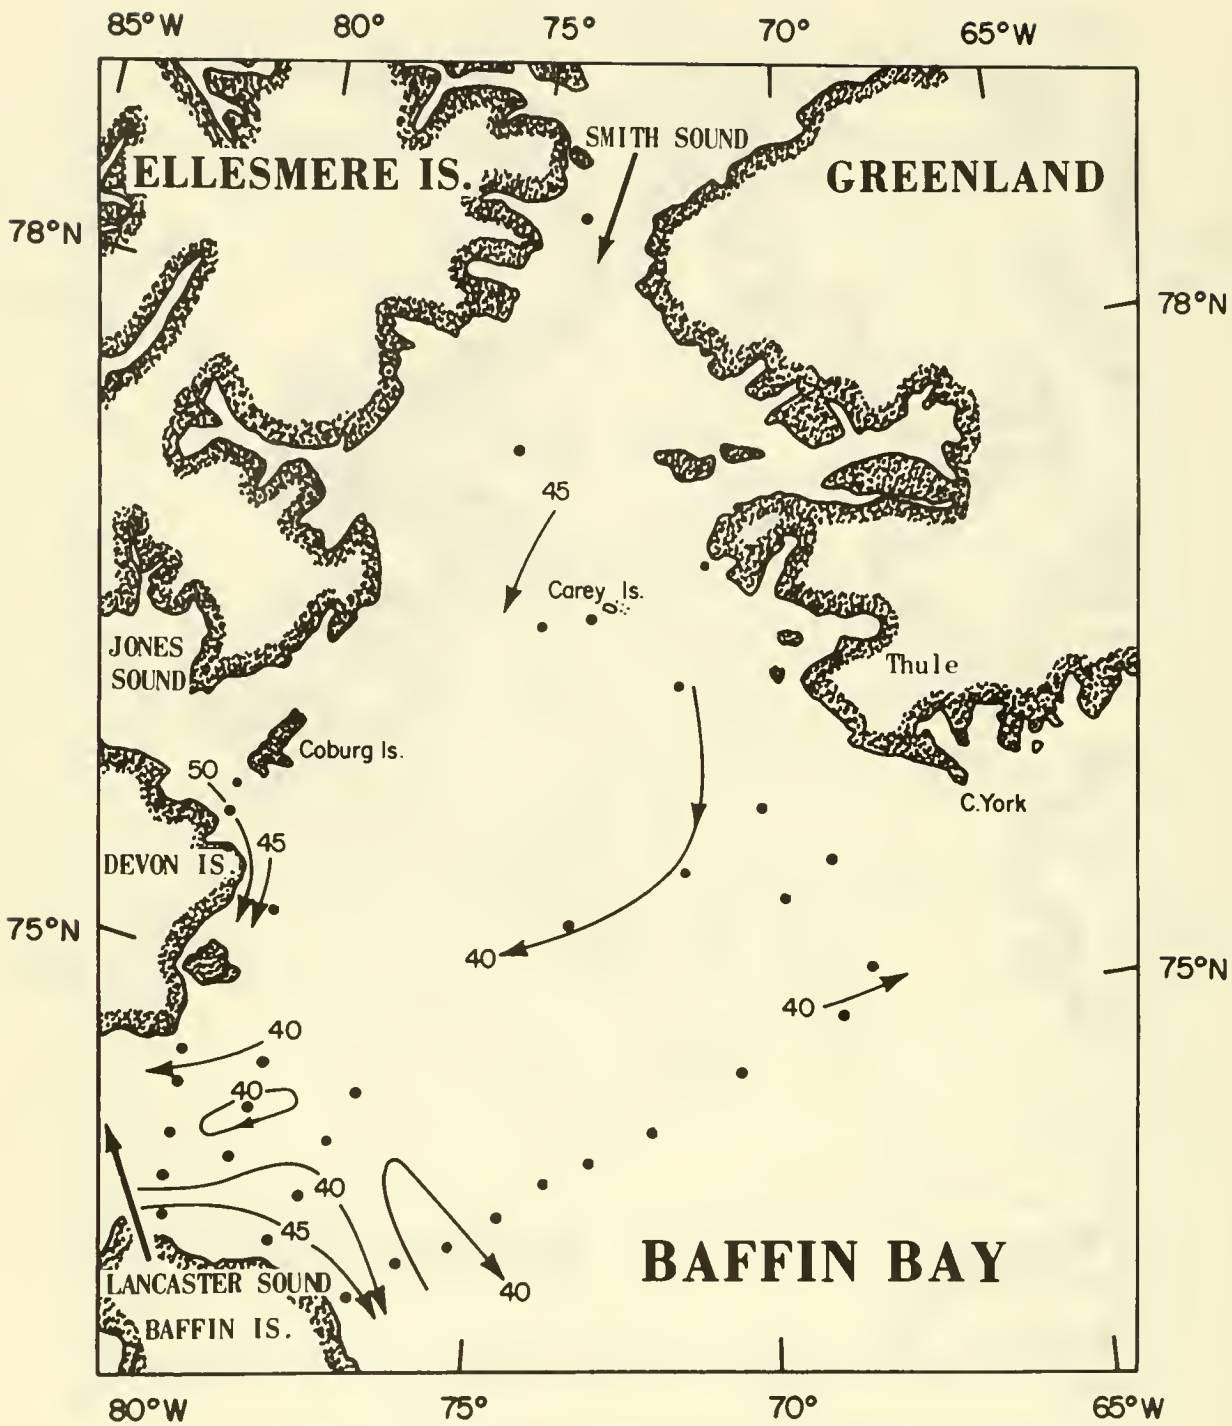 85°W 80° 75° 70° 65°W
SMITH SOUND
ELLESMERE IS.
GREENLAND
78°N
78°N
45
Carey Is.
JONES
SOUND
Thule
Coburg Is.
50
C.York
45
DEVON IS
75°N
40
75°N
40
40
40
40
45
40
BAFFIN BAY
LANCASTER SOUND
BAFFIN IS.
80°W 75° 70° 65°W